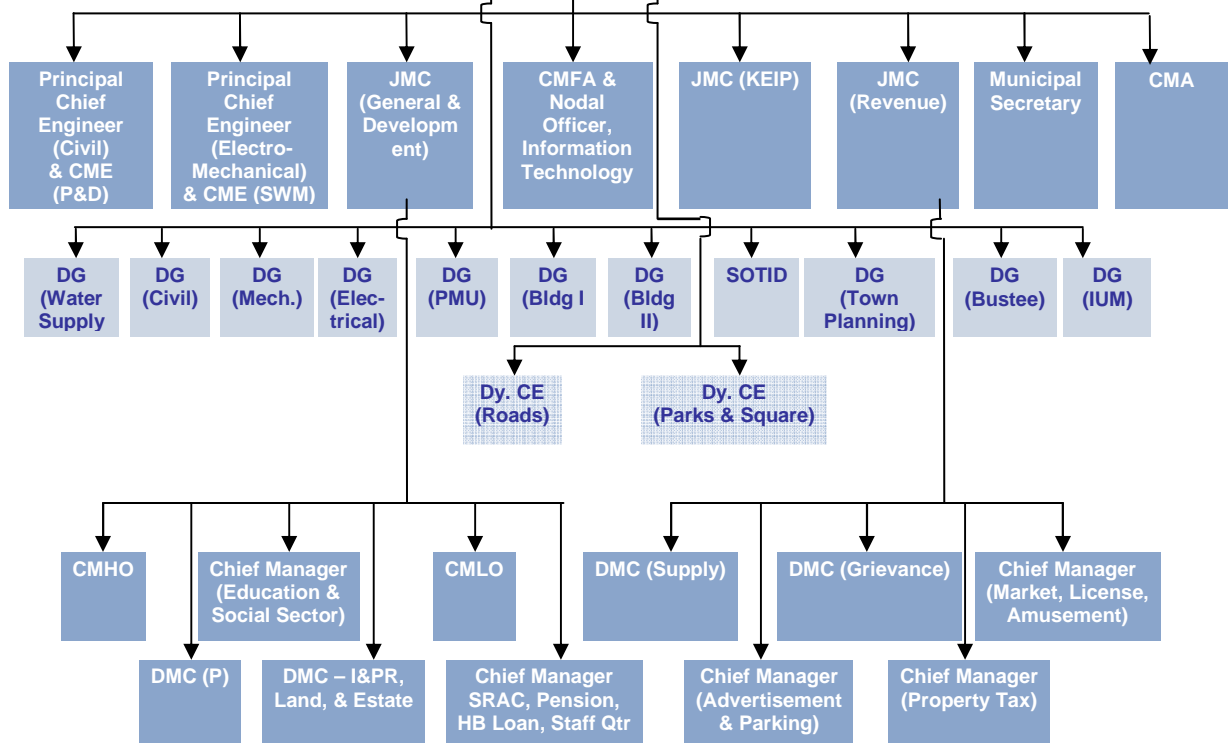 Principal
Chief
Engineer
(Civil)
& CME
(P&D)
Principal
Chief
Engineer
(Electro-
Mechanical)
& CME (SWM)
JMC
(General &
Developm
ent)
CMFA &
Nodal
Officer,
Information
Technology
JMC (KEIP)
JMC
(Revenue)
Municipal
Secretary
CMA
DG
(Water
Supply
DG
(Civil)
DG
(Mech.)
DG
(Elec-
trical)
DG
(PMU)
DG
(Bldg I
DG
(Bldg
II)
SOTID
DG
(Town
Planning)
DG
(Bustee)
DG
(IUM)
Dy. CE
(Roads)
Dy. CE
(Parks & Square)
CMHO
Chief Manager
(Education &
Social Sector)
CMLO
DMC (Supply)
DMC (Grievance)
Chief Manager
(Market, License,
Amusement)
DMC (P)
DMC – I&PR,
Land, & Estate
Chief Manager
SRAC, Pension,
HB Loan, Staff Qtr
Chief Manager
(Advertisement
& Parking)
Chief Manager
(Property Tax)